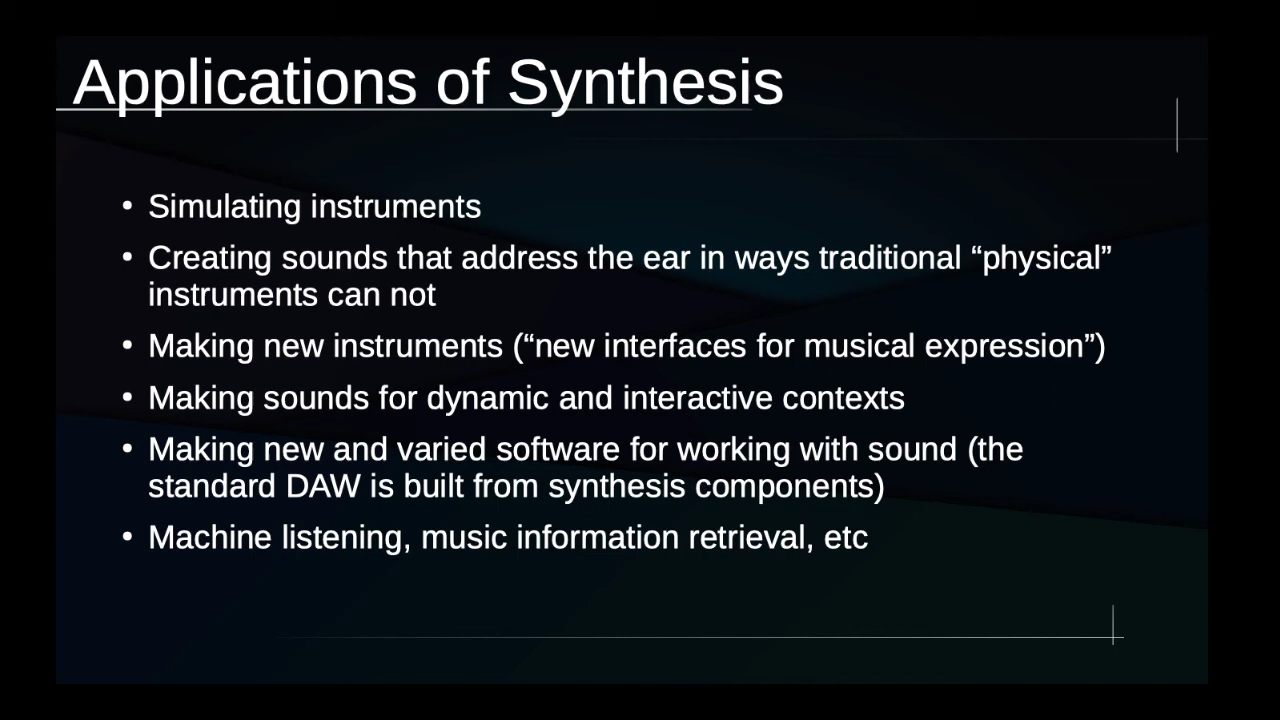 Applications of Synthesis
• Simulating instruments
• Creating sounds that address the ear in ways traditional “physical”
instruments can not
• Making new instruments (“new interfaces for musical expression”)
• Making sounds for dynamic and interactive contexts
• Making new and varied software for working with sound (the
standard DAW is built from synthesis components)
• Machine listening, music information retrieval, etc